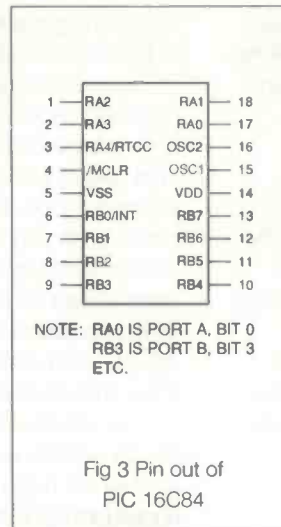 1 RA2 RA1 18
2 RA3 RA0 17
3 RA4/RTCC OSC2 16
4 /MCLR OSC1 15
5 VSS VDD 14
6 RB0/INT RB7 13
7 RB1 RB6 12
8 RB2 RB5 11
9 RB3 RB4 10
NOTE: RA0 IS PORT A, BIT 0
RB3 IS PORT B, BIT 3
ETC.
Fig 3 Pin out of
PIC 16C84